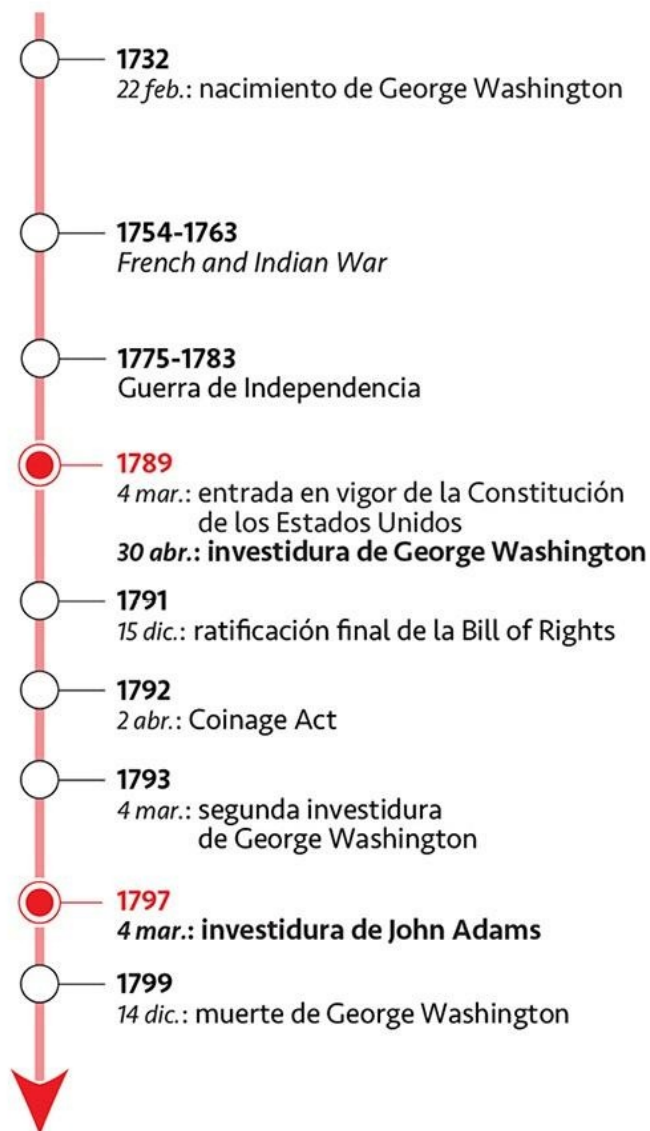 1732
22 feb.: nacimiento de George Washington
1754-1763
French and Indian War
1775-1783
Guerra de Independencia
1789
4 mar.: entrada en vigor de la Constitución
de los Estados Unidos
30 abr.: investidura de George Washington
1791
15 dic.: ratificación final de la Bill of Rights
1792
2 abr.: Coinage Act
1793
4 mar.: segunda investidura
de George Washington
1797
4 mar.: investidura de John Adams
1799
14 dic.: muerte de George Washington